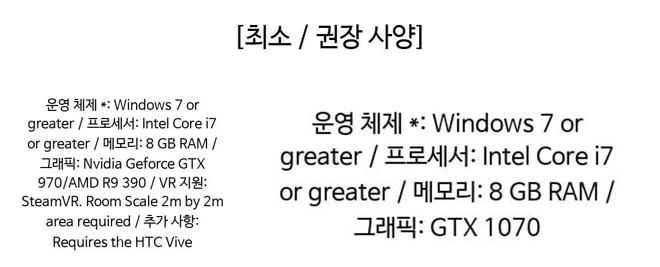 [최소 / 권장 사양]
운영 체제 *: Windows 7 or
greater / 프로세서: Intel Core i7
or greater / 메모리: 8 GB RAM /
그래픽: Nvidia Geforce GTX
970/AMD R9 390 / VR 지원:
SteamVR. Room Scale 2m by 2m
area required / 추가 사항:
Requires the HTC Vive
운영 체제 *: Windows 7 or
greater / 프로세서: Intel Core i7
or greater / 메모리: 8 GB RAM /
그래픽: GTX 1070